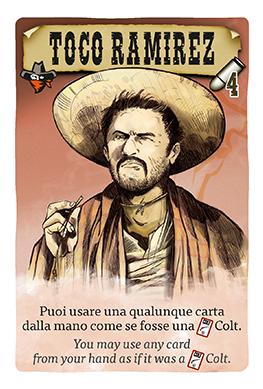 TOCO RAMIREZ
4
Puoi usare una qualunque carta
dalla mano come se fosse una Colt.
You may use any card
from your hand as if it was a Colt.